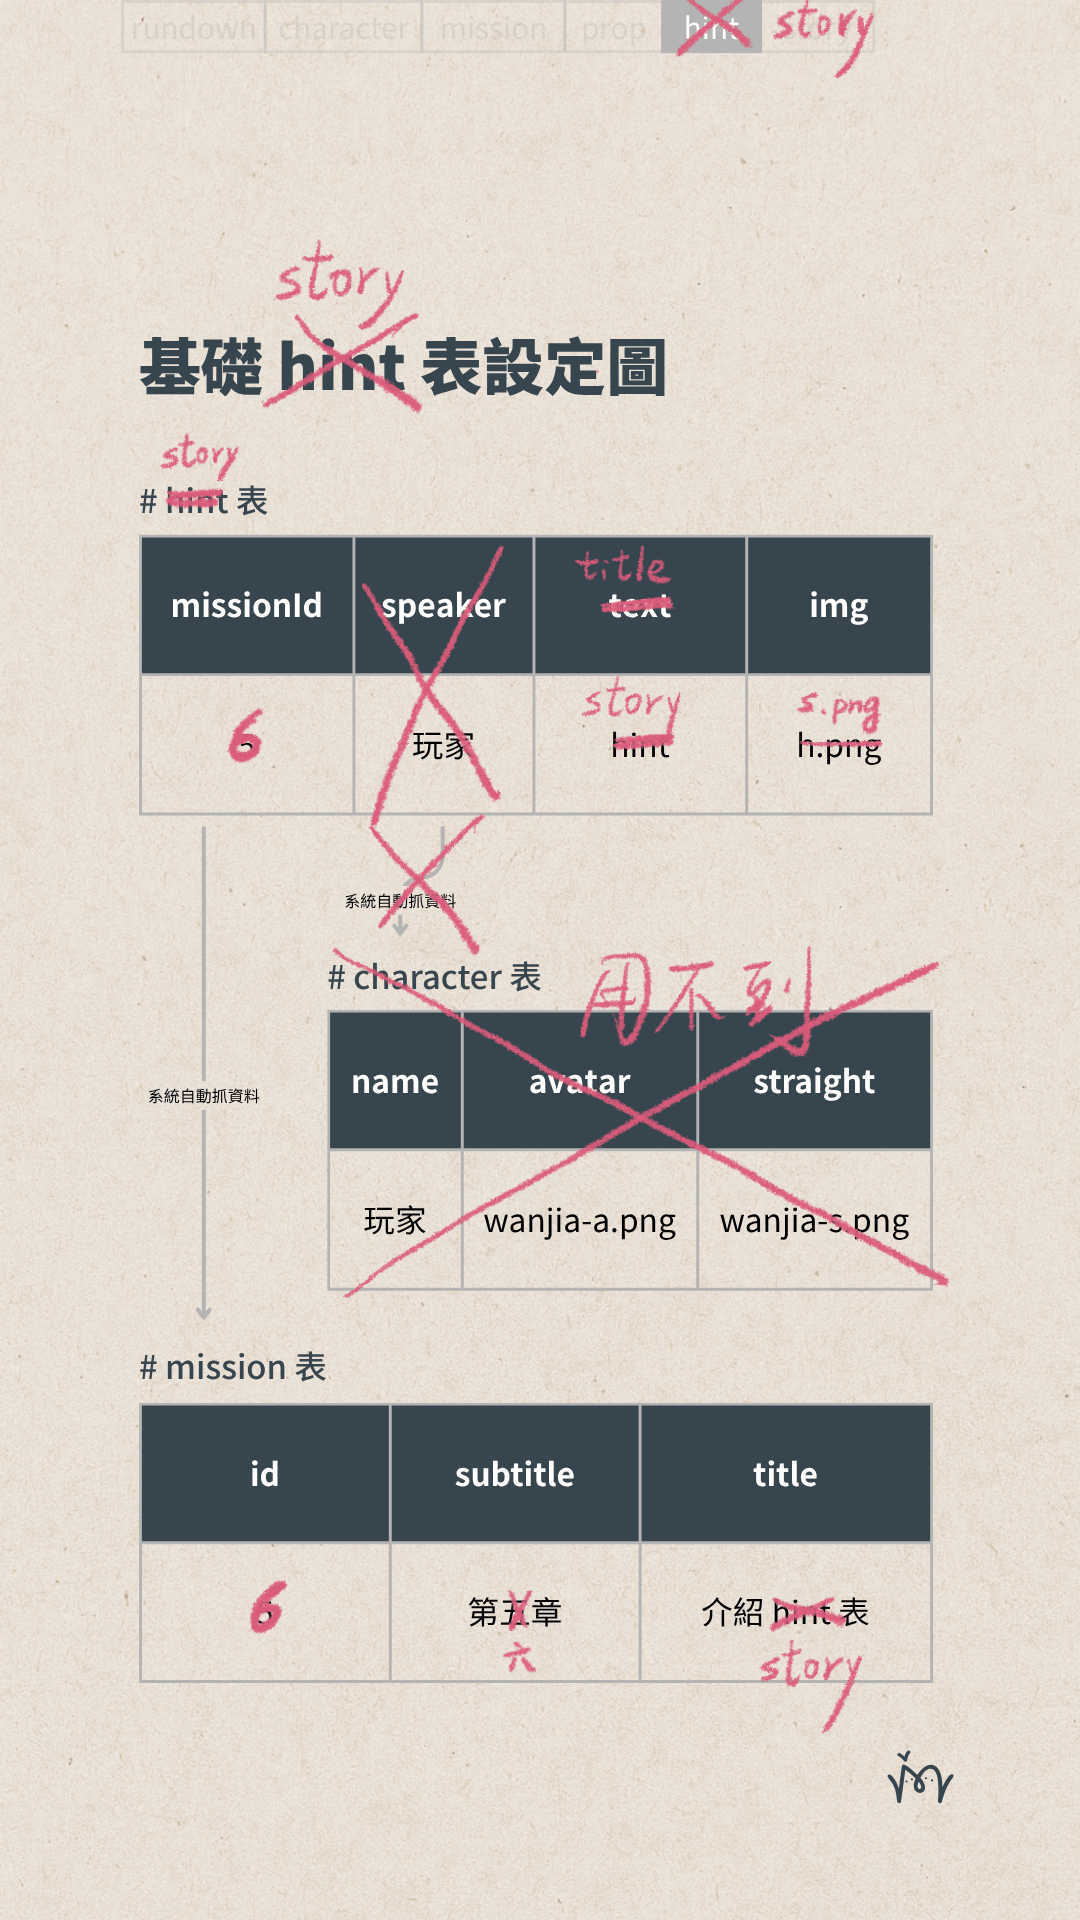 rundown character mission prop hint story
story
基礎 hint 表設定圖
story
# hint 表
title
missionId speaker text img
story s.png
6 玩家 hint h.png
系統自動抓資料
# character 表 用不到
name avatar straight
系統自動抓資料
玩家 wanjia-a.png wanjia-s.png
# mission 表
id subtitle title
6 第五章 介紹 hint 表
六 story